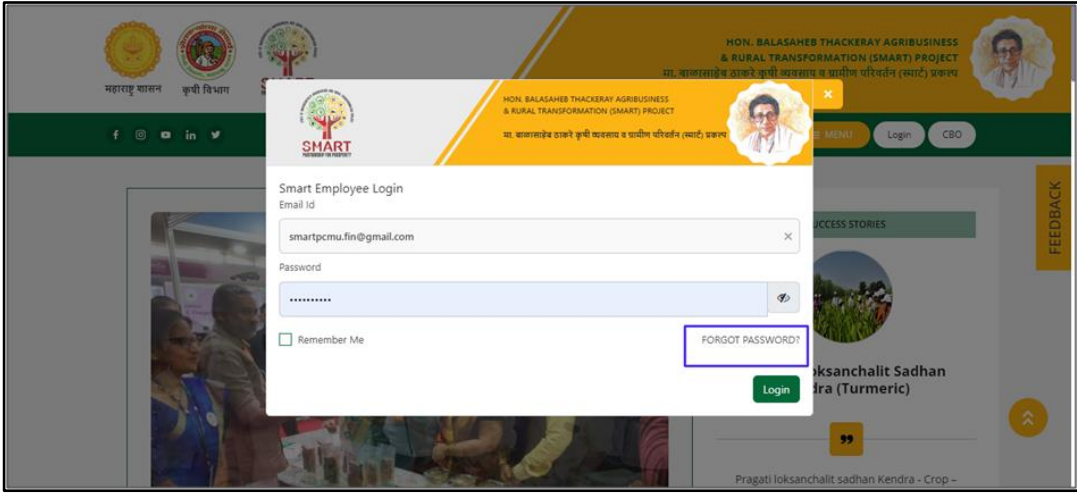 HON. BALASAHEB THACKERAY AGRIBUSINESS
& RURAL TRANSFORMATION (SMART) PROJECT
मा. बाळासाहेब ठाकरे कृषी व्यवसाय व ग्रामीण परिवर्तन (स्मार्ट) प्रकल्प
महाराष्ट्र शासन
कृषी विभाग
HON. BALASAHEB THACKERAY AGRIBUSINESS
& RURAL TRANSFORMATION (SMART) PROJECT
मा. बाळासाहेब ठाकरे कृषी व्यवसाय व ग्रामीण परिवर्तन (स्मार्ट) प्रकल्प
SMART
MENU
Login
CBO
FEEDBACK
Smart Employee Login
Email Id
smartpcmu.fin@gmail.com
Password
Remember Me
FORGOT PASSWORD?
Login
UCCESS STORIES
oksanchalit Sadhan
dra (Turmeric)
Pragati loksanchalit sadhan Kendra - Crop –